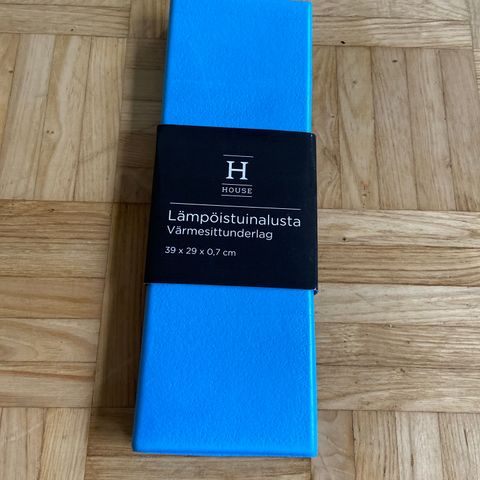 H
HOUSE
Lämpöistuinalusta
Värmesittunderlag
39 x 29 x 0,7 cm